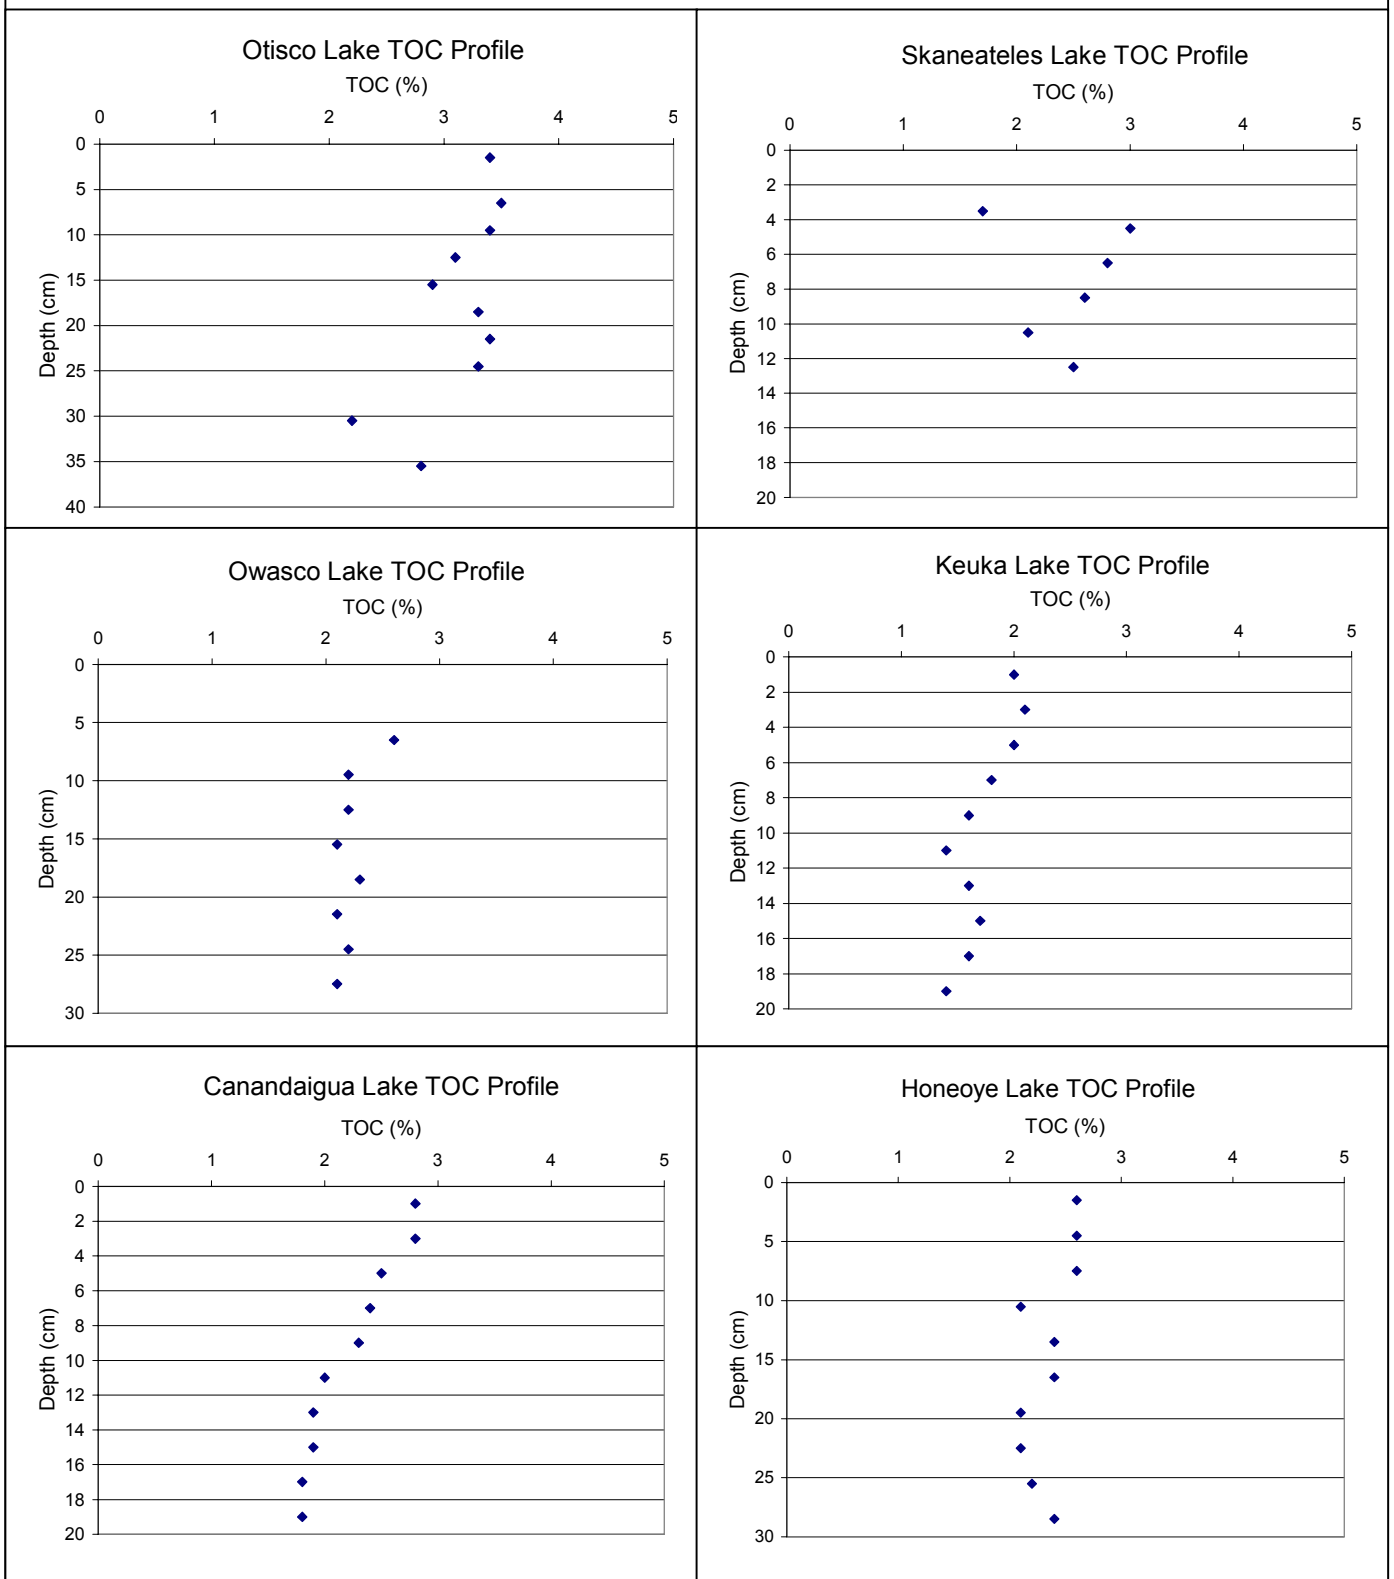 Otisco Lake TOC Profile
TOC (%)
0 1 2 3 4 5
0
5
10
15
20
25
30
35
40
Depth (cm)
Skaneateles Lake TOC Profile
TOC (%)
0 1 2 3 4 5
0
2
4
6
8
10
12
14
16
18
20
Depth (cm)
Owasco Lake TOC Profile
TOC (%)
0 1 2 3 4 5
0
5
10
15
20
25
30
Depth (cm)
Keuka Lake TOC Profile
TOC (%)
0 1 2 3 4 5
0
2
4
6
8
10
12
14
16
18
20
Depth (cm)
Canandaigua Lake TOC Profile
TOC (%)
0 1 2 3 4 5
0
2
4
6
8
10
12
14
16
18
20
Depth (cm)
Honeoye Lake TOC Profile
TOC (%)
0 1 2 3 4 5
0
5
10
15
20
25
30
Depth (cm)